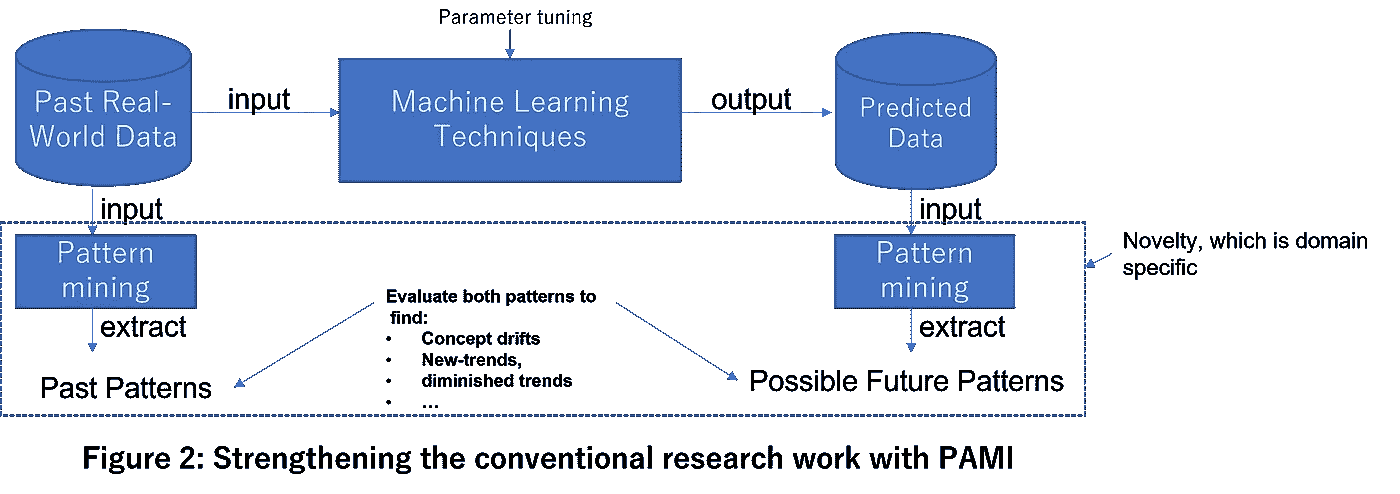 Parameter tuning
Past Real-
World Data
input
Machine Learning
Techniques
output
Predicted
Data
input
input
Pattern
mining
Pattern
mining
Novelty, which is domain
specific
extract
Evaluate both patterns to
find:
• Concept drifts
• New-trends,
• diminished trends
• ...
extract
Past Patterns
Possible Future Patterns
Figure 2: Strengthening the conventional research work with PAMI